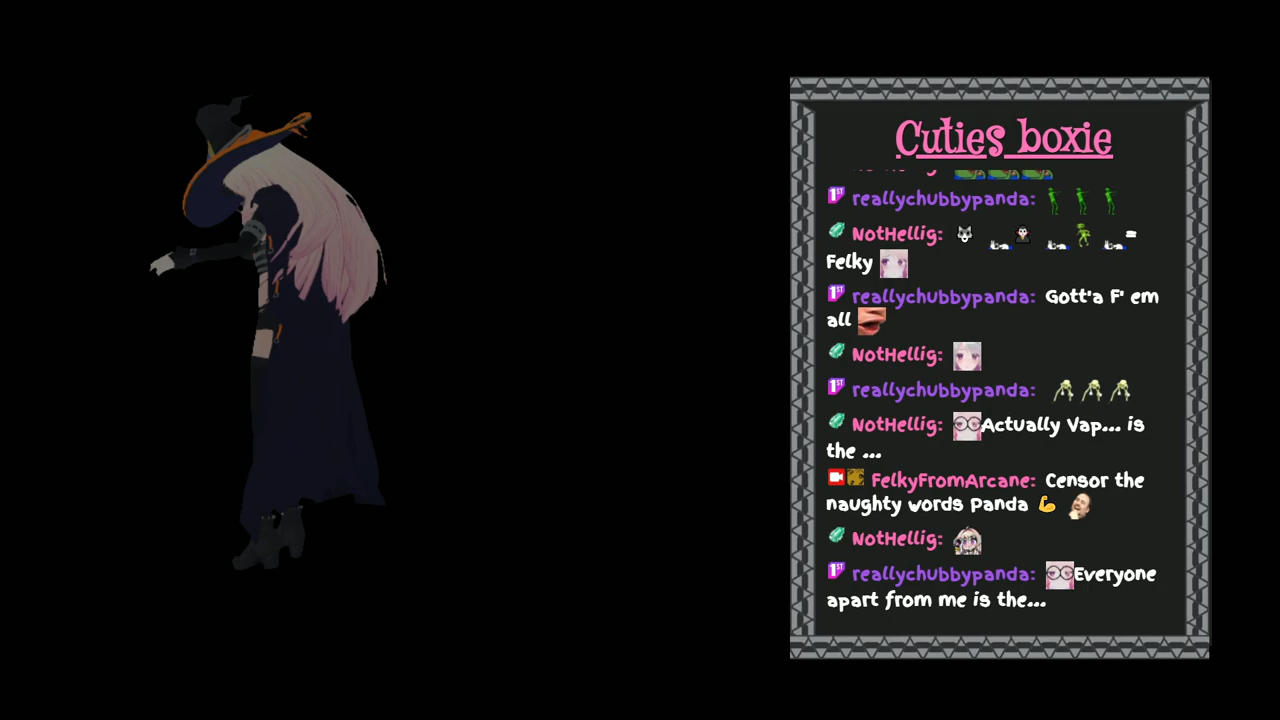 Cuties boxie
reallychubbypanda:
NotHellig: =
Felky
reallychubbypanda: Gott'a F' em
all
NotHellig:
reallychubbypanda:
NotHellig: Actually Vap... is
the ...
FelkyFromArcane: Censor the
naughty words Panda
NotHellig:
reallychubbypanda: Everyone
apart from me is the...